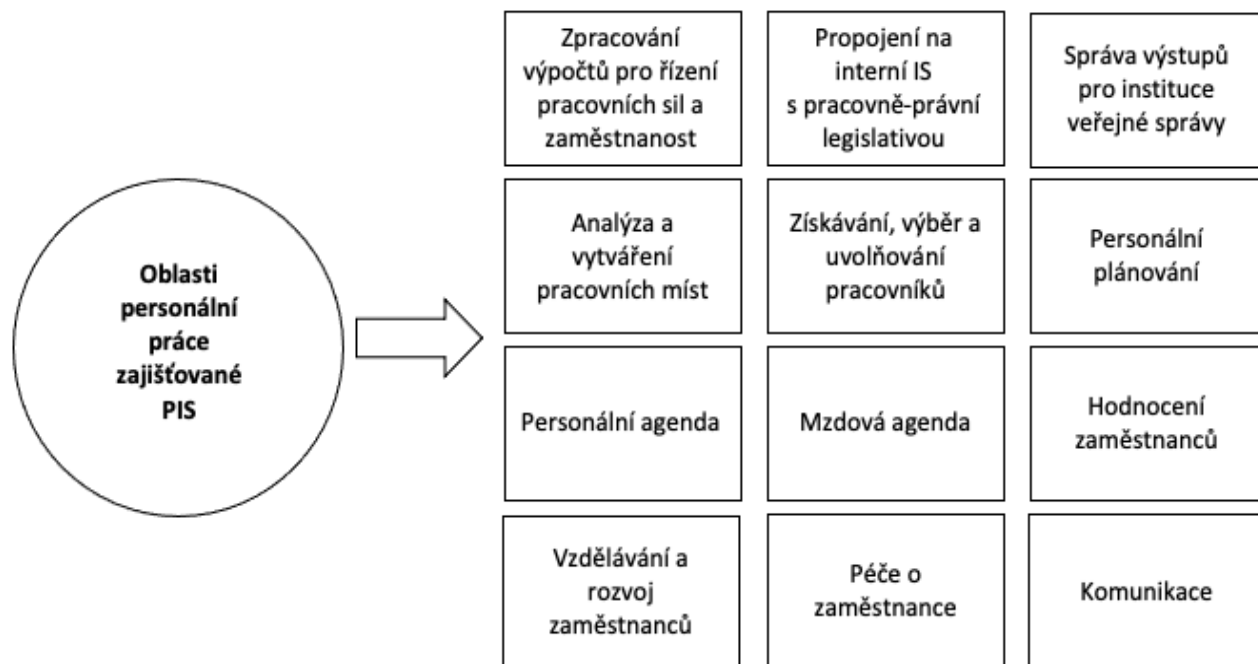 Oblasti
personální
práce
zajišťované
PIS
Zpracování
výpočtů pro řízení
pracovních sil a
zaměstnanost
Propojení na
interní IS
s pracovně-právní
legislativou
Správa výstupů
pro instituce
veřejné správy
Analýza a
vytváření
pracovních míst
Získávání, výběr a
uvolňování
pracovníků
Personální
plánování
Personální agenda
Mzdová agenda
Hodnocení
zaměstnanců
Vzdělávání a
rozvoj
zaměstnanců
Péče o
zaměstnance
Komunikace